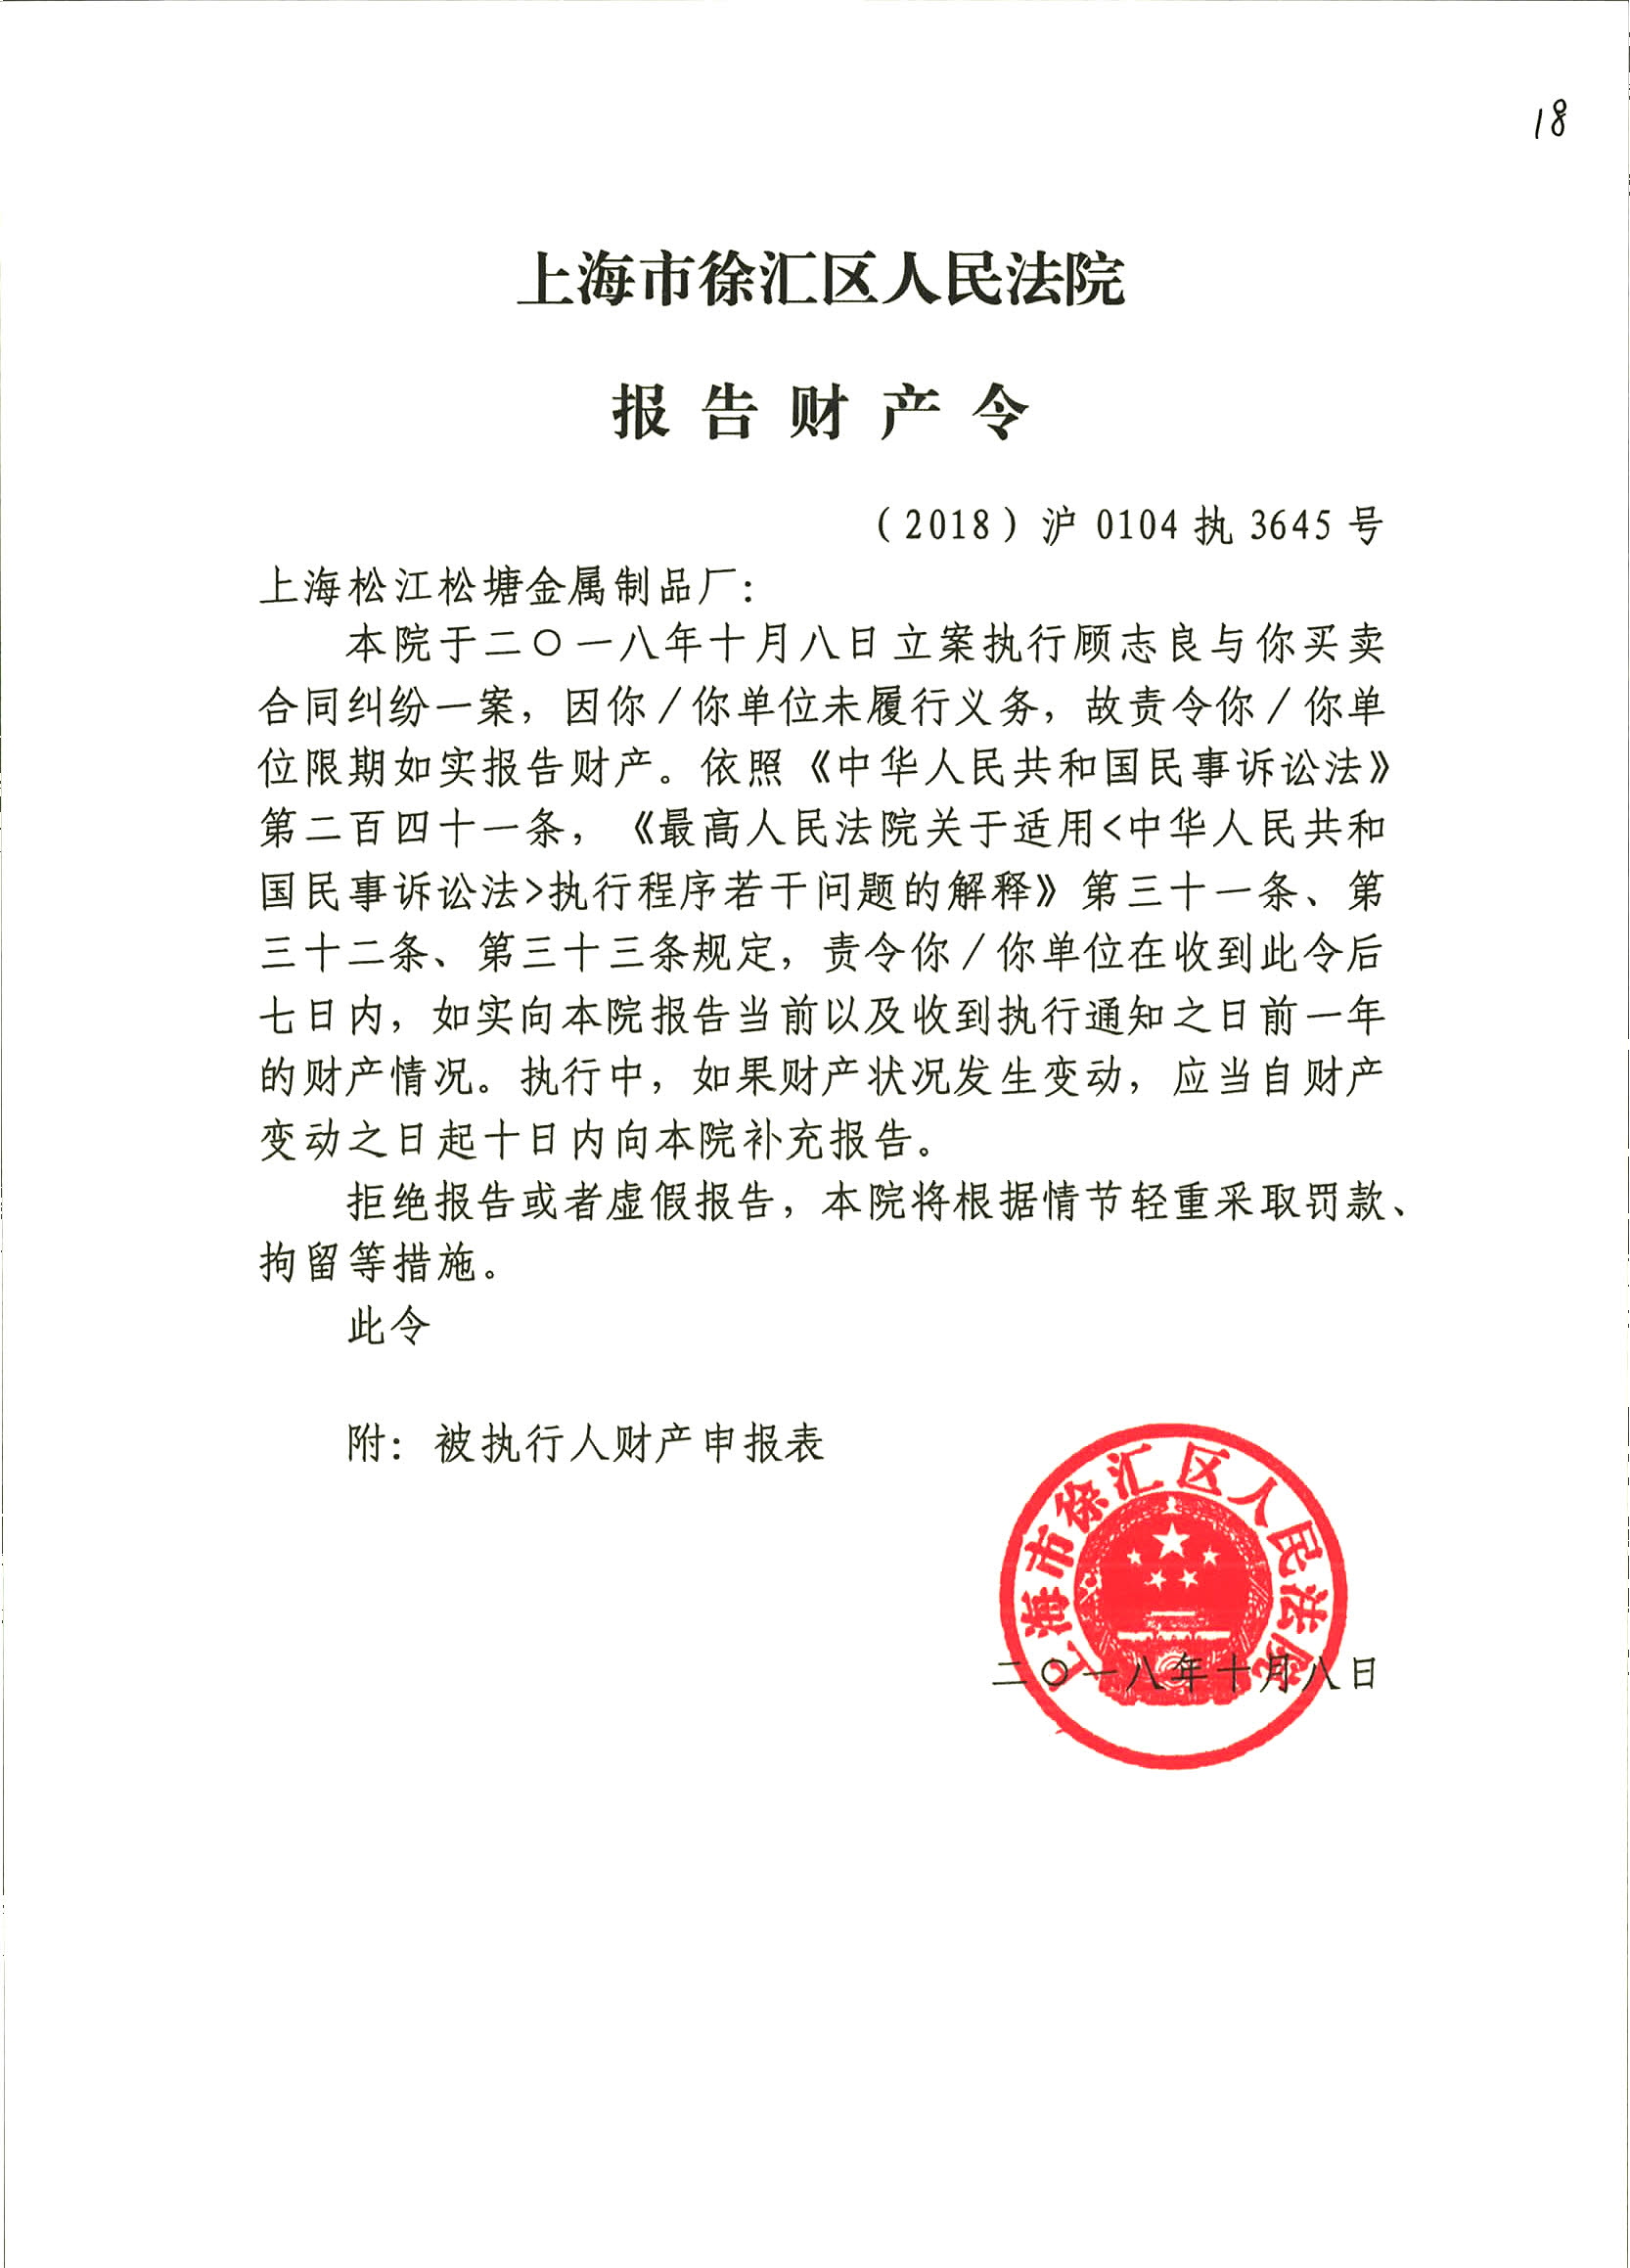 18
上海市徐汇区人民法院
报告财产令
（2018）沪0104执3645号
上海松江松塘金属制品厂：
本院于二〇一八年十月八日立案执行顾志良与你买卖
合同纠纷一案，因你／你单位未履行义务，故责令你／你单
位限期如实报告财产。依照《中华人民共和国民事诉讼法》
第二百四十一条，《最高人民法院关于适用<中华人民共和
国民事诉讼法>执行程序若干问题的解释》第三十一条、第
三十二条、第三十三条规定，责令你／你单位在收到此令后
七日内，如实向本院报告当前以及收到执行通知之日前一年
的财产情况。执行中，如果财产状况发生变动，应当自财产
变动之日起十日内向本院补充报告。
拒绝报告或者虚假报告，本院将根据情节轻重采取罚款、
拘留等措施。
此令
附：被执行人财产申报表
上海市徐汇区人民法院
二〇一八年十月八日